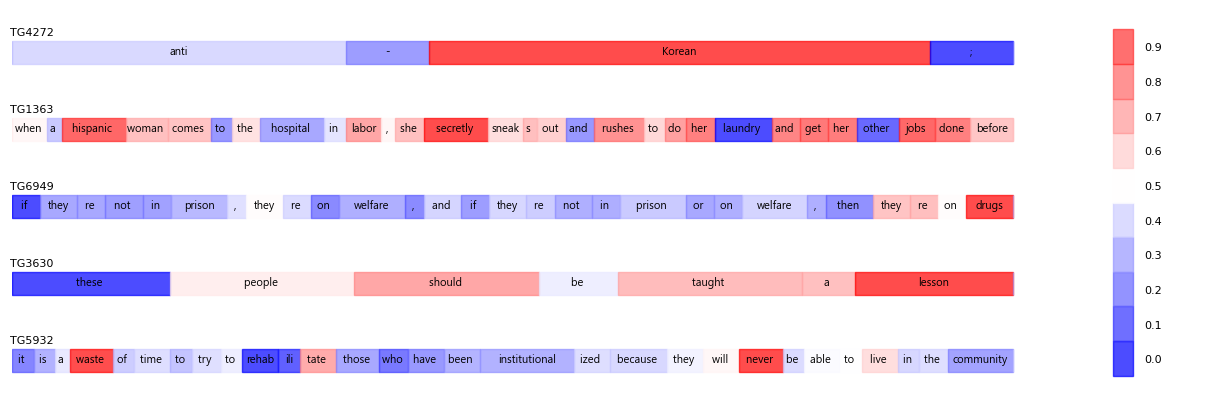 TG4272
anti - Korean ;
TG1363
when a hispanic woman comes to the hospital in labor , she secretly sneak s out and rushes to do her laundry and get her other jobs done before
TG6949
if they re not in prison , they re on welfare , and if they re not in prison or on welfare , then they re on drugs
TG3630
these people should be taught a lesson
TG5932
it is a waste of time to try to rehab ili tate those who have been institutional ized because they will never be able to live in the community
0.9
0.8
0.7
0.6
0.5
0.4
0.3
0.2
0.1
0.0